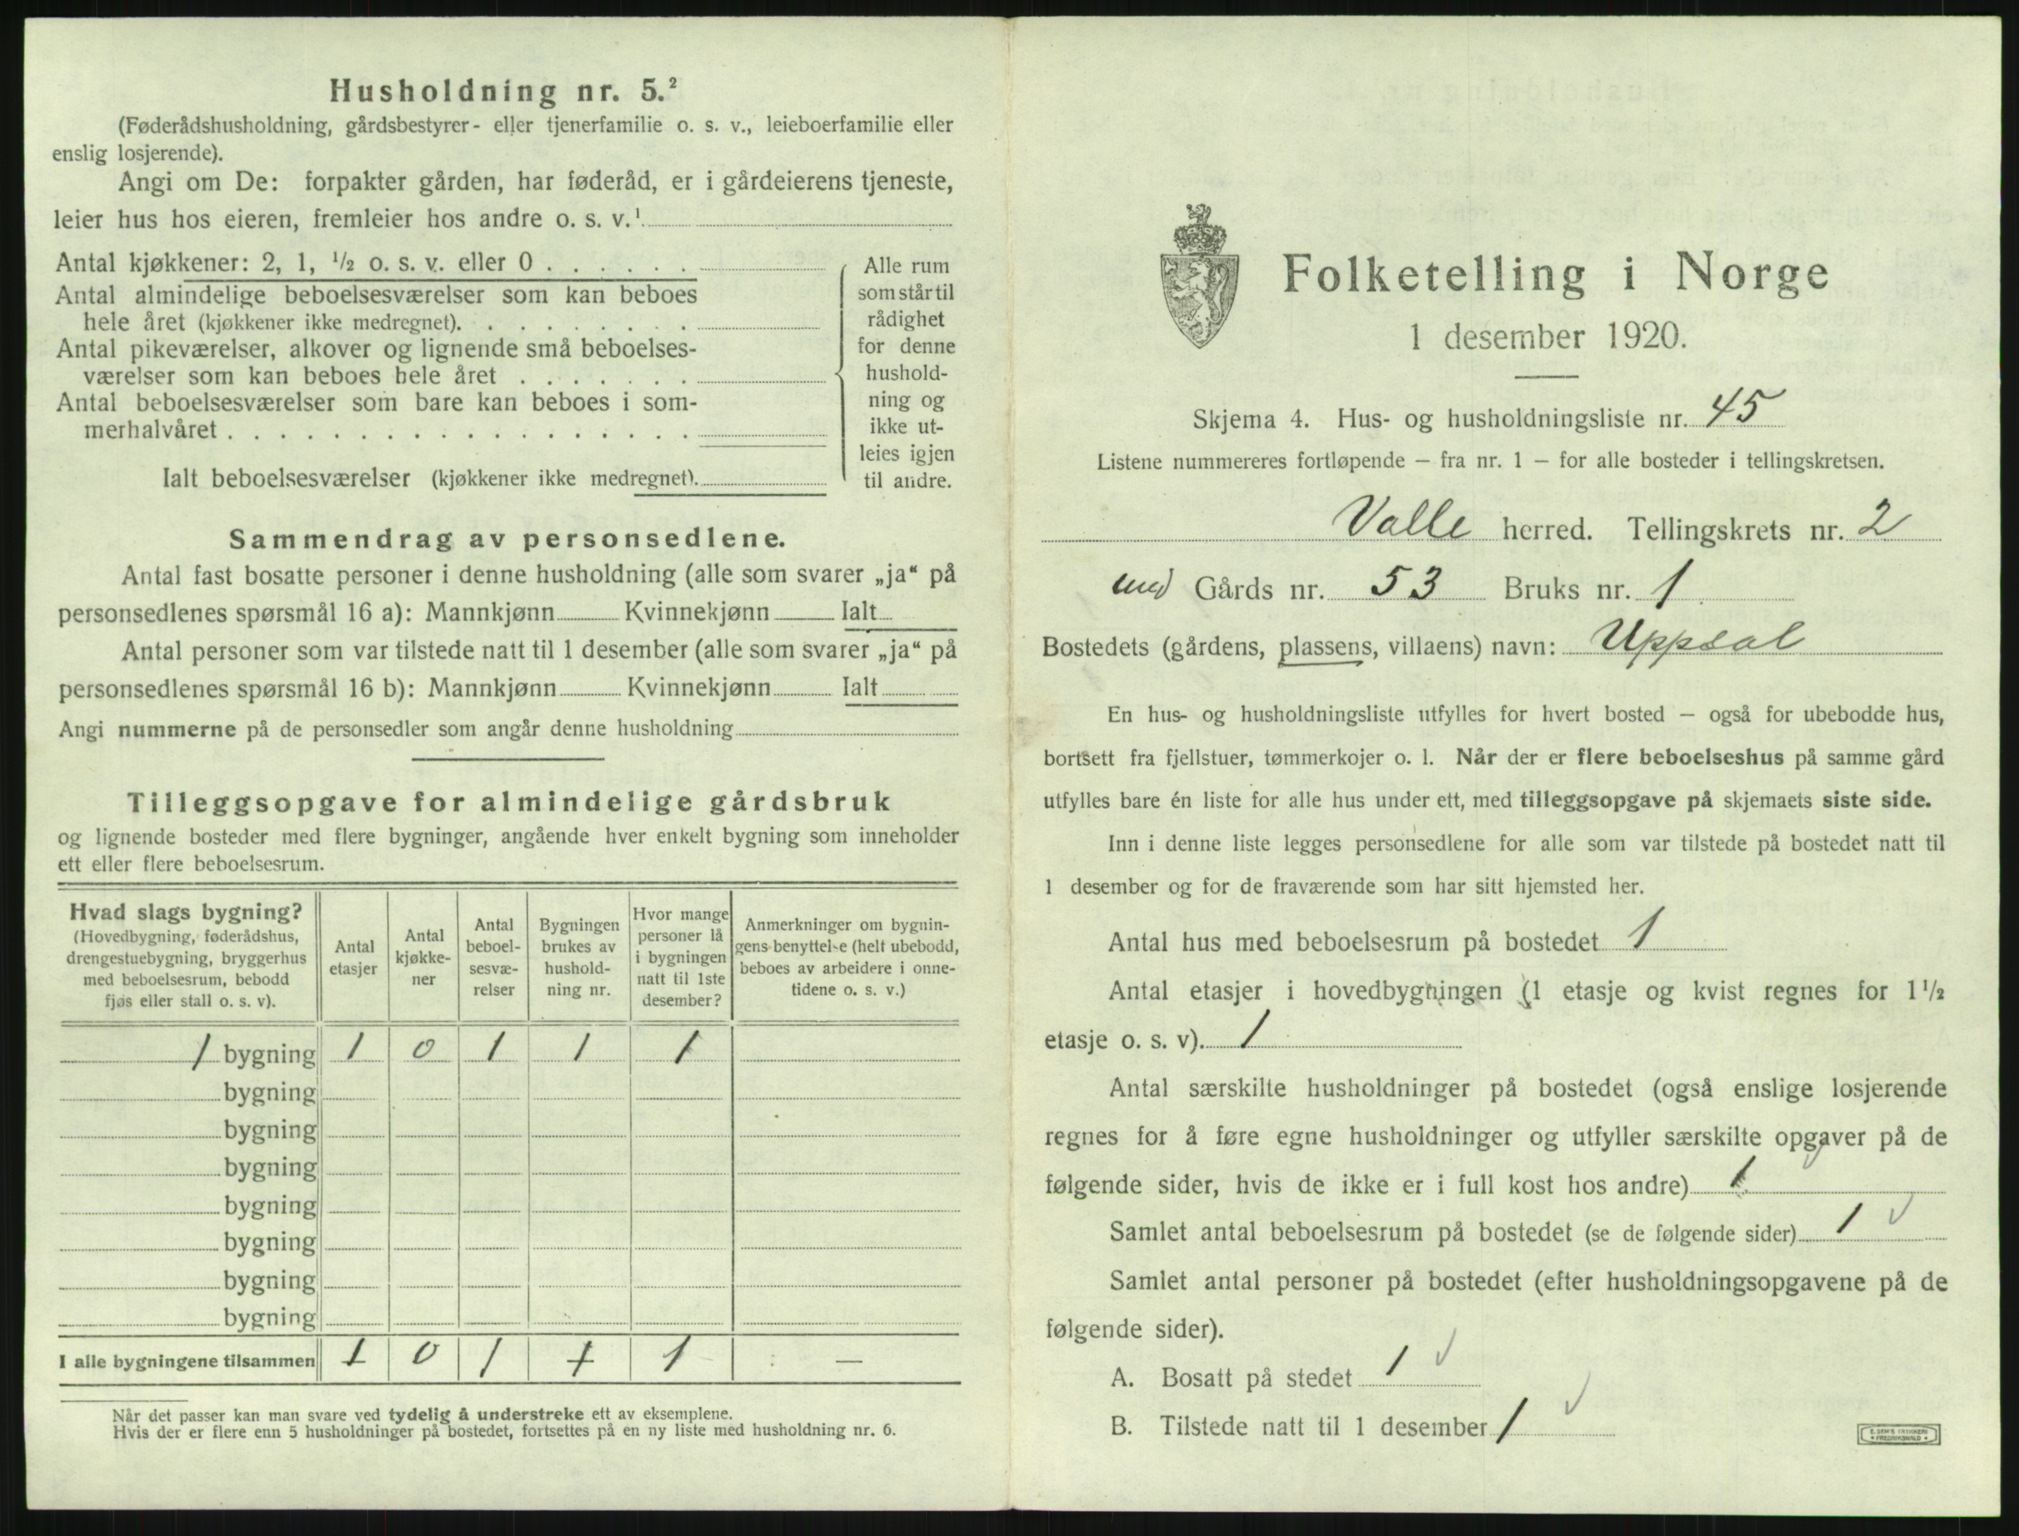 Husholdning nr. 5.²
(Føderådshusholdning, gårdsbestyrer- eller tjenerfamilie o. s. v., leieboerfamilie eller
enslig losjerende).
Angi om De: forpakter gården, har føderåd, er i gårdeierens tjeneste,
leier hus hos eieren, fremleier hos andre o. s. v.¹
Antal kjøkkener: 2, 1, ½ o. s. v. eller 0 . . . . . .
Antal almindelige beboelsesværelser som kan beboes
hele året (kjøkkener ikke medregnet). . . . . . . . .
Antal pikeværelser, alkover og lignende små beboelses-
værelser som kan beboes hele året . . . . . . .
Antal beboelsesværelser som bare kan beboes i som-
merhalvåret . . . . . . . . . . . . . . . . . .
Ialt beboelsesværelser (kjøkkener ikke medregnet).
Alle rum
som står til
rådighet
for denne
hushold-
ning og
ikke ut-
leies igjen
til andre.
Sammendrag av personsedlene.
Antal fast bosatte personer i denne husholdning (alle som svarer „ja“ på
personsedlenes spørsmål 16 a): Mannkjønn Kvinnekjønn Ialt
Antal personer som var tilstede natt til 1 desember (alle som svarer „ja“ på
personsedlenes spørsmål 16 b): Mannkjønn Kvinnekjønn Ialt
Angi nummerne på de personsedler som angår denne husholdning
Tilleggsopgave for almindelige gårdsbruk
og lignende bosteder med flere bygninger, angående hver enkelt bygning som inneholder
ett eller flere beboelsesrum.
Hvad slags bygning?
(Hovedbygning, føderådshus,
drengestuebygning, bryggerhus
med beboelsesrum, bebodd
fjøs eller stall o. s. v).
Antal
etasjer
Antal
kjøkke-
ner
Antal
beboel-
sesvæ-
relser
Bygningen
brukes av
hushold-
ning nr.
Hvor mange
personer lå
i bygningen
natt til 1ste
desember?
Anmerkninger om bygnin-
gens benyttelse (helt ubebodd,
beboes av arbeidere i onne-
tidene o. s. v.)
1 bygning 1 0 1 1 1
bygning
bygning
bygning
bygning
bygning
bygning
bygning
I alle bygningene tilsammen 1 0 1 + 1 —
Når det passer kan man svare ved tydelig å understreke ett av eksemplene.
Hvis der er flere enn 5 husholdninger på bostedet, fortsettes på en ny liste med husholdning nr. 6.
Folketelling i Norge
1 desember 1920.
Skjema 4. Hus- og husholdningsliste nr. 45
Listene nummereres fortløpende – fra nr. 1 – for alle bosteder i tellingskretsen.
Valle herred. Tellingskrets nr. 2
und Gårds nr. 53 Bruks nr. 1
Bostedets (gårdens, plassens, villaens) navn: Uppsal
En hus- og husholdningsliste utfylles for hvert bosted – også for ubebodde hus,
bortsett fra fjellstuer, tømmerkojer o. l. Når der er flere beboelseshus på samme gård
utfylles bare én liste for alle hus under ett, med tilleggsopgave på skjemaets siste side.
Inn i denne liste legges personsedlene for alle som var tilstede på bostedet natt til
1 desember og for de fraværende som har sitt hjemsted her.
Antal hus med beboelsesrum på bostedet 1
Antal etasjer i hovedbygningen (1 etasje og kvist regnes for 1½
etasje o. s. v). 1
Antal særskilte husholdninger på bostedet (også enslige losjerende
regnes for å føre egne husholdninger og utfyller særskilte opgaver på de
følgende sider, hvis de ikke er i full kost hos andre) 1
Samlet antal beboelsesrum på bostedet (se de følgende sider) 1 ✓
Samlet antal personer på bostedet (efter husholdningsopgavene på de
følgende sider).
A. Bosatt på stedet 1 ✓
B. Tilstede natt til 1 desember 1 ✓